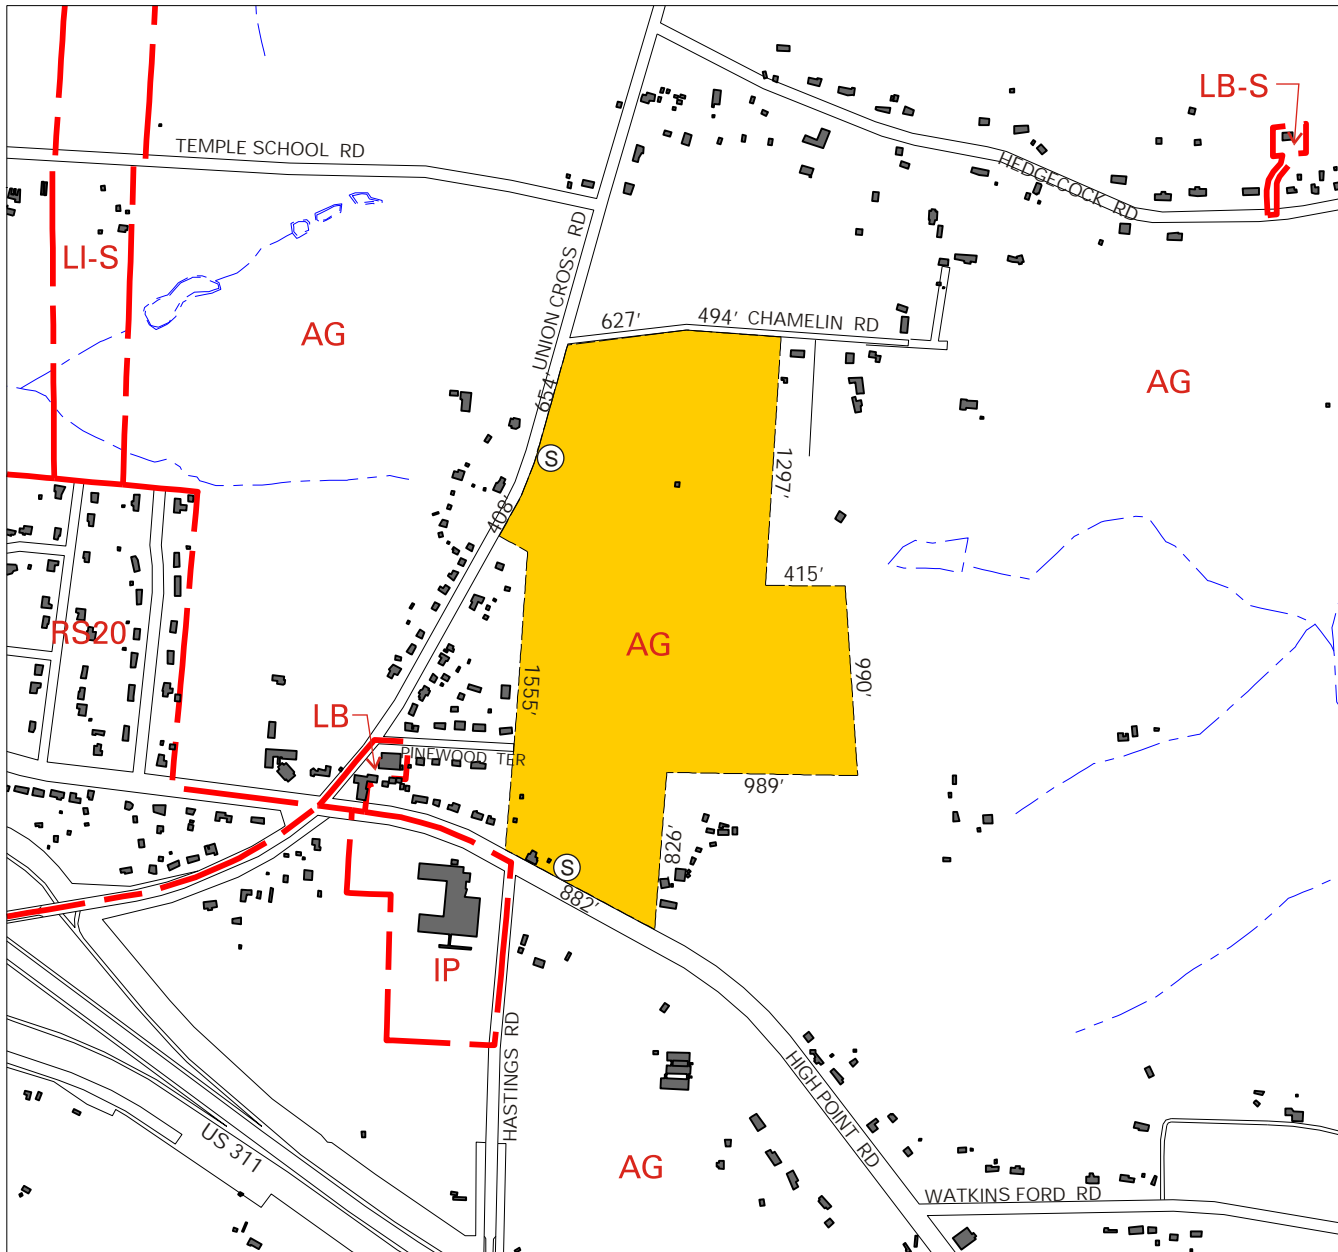 LB-S
TEMPLE SCHOOL RD
HEDGECOCK RD
UNION CROSS RD
LI-S
AG
627'
494' CHAMELIN RD
AG
654'
S
1297'
408'
415'
RS20
AG
1555'
990'
LB
PINEWOOD TER
989'
826'
S
882'
IP
HASTINGS RD
HIGH POINT RD
US 311
AG
WATKINS FORD RD